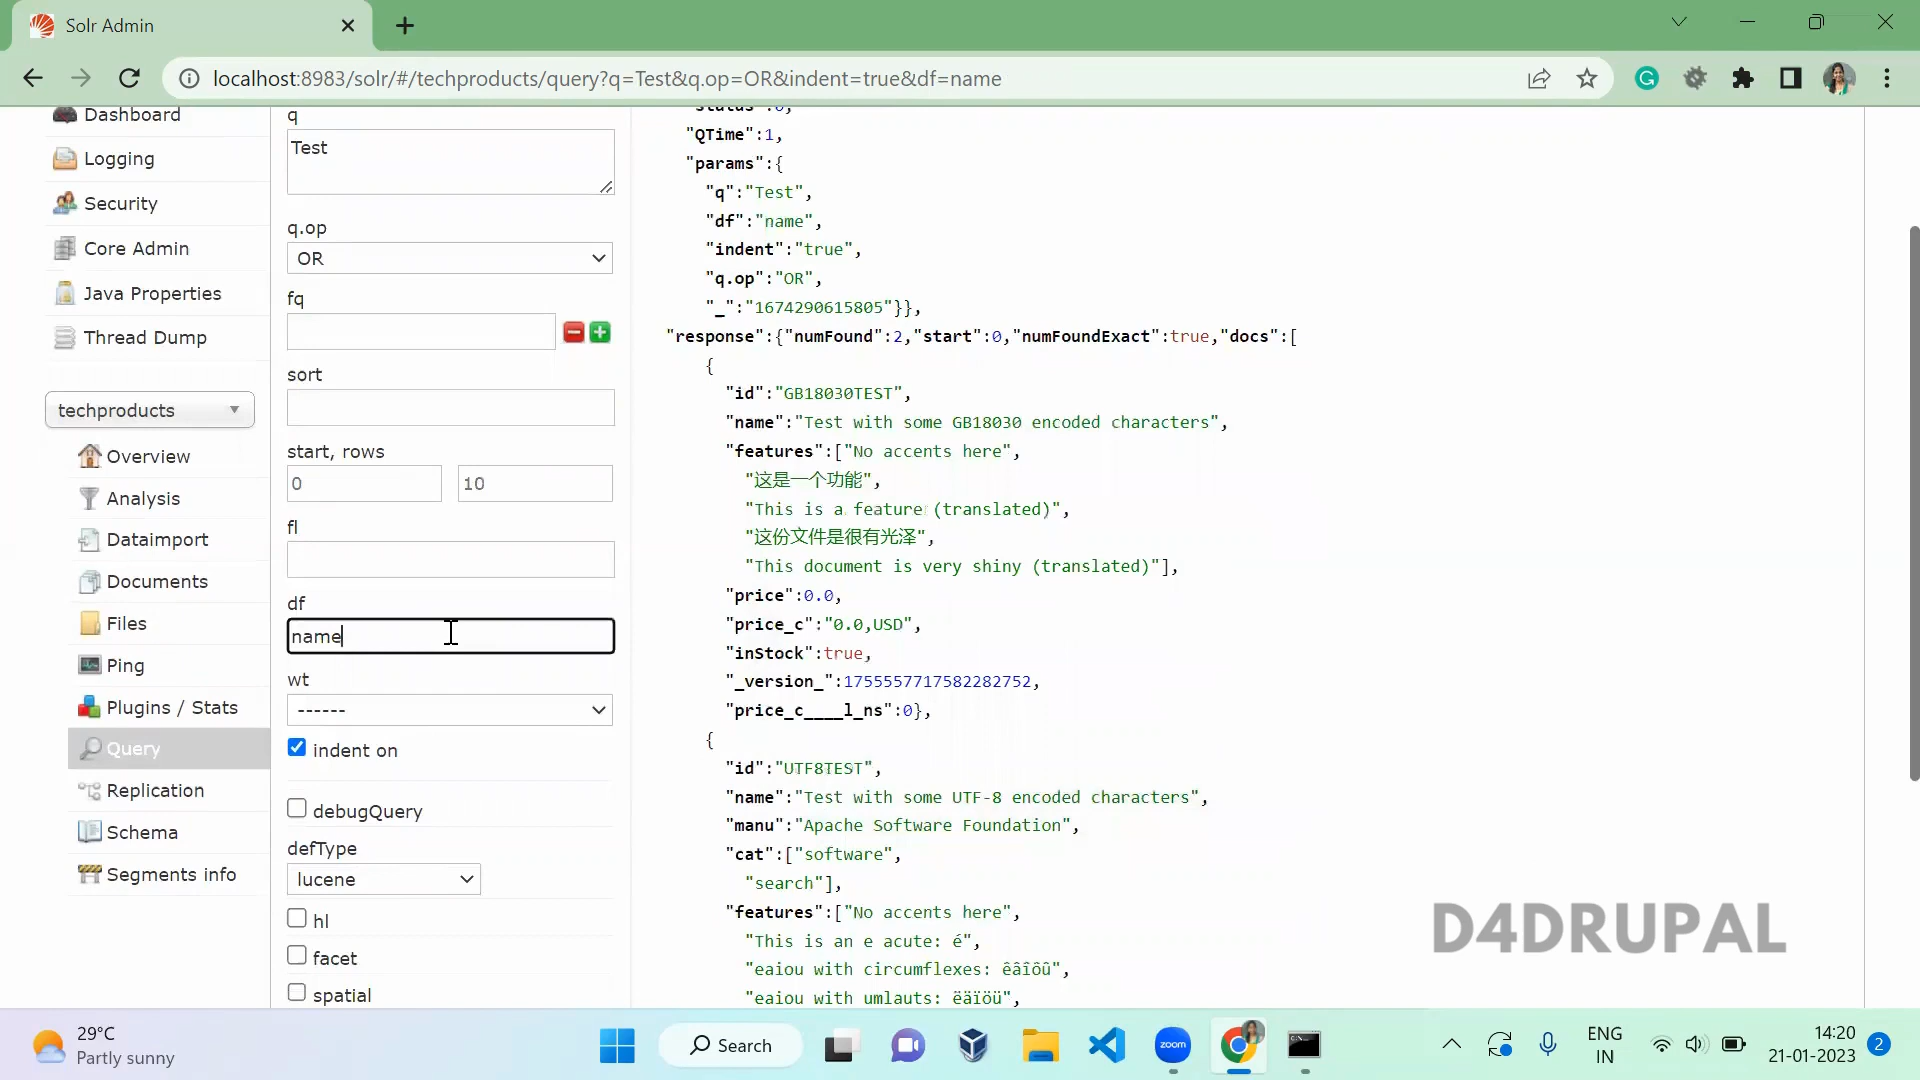 Solr Admin
localhost:8983/solr/#/techproducts/query?q=Test&q.op=OR&indent=true&df=name
Dashboard
Logging
Security
Core Admin
Java Properties
Thread Dump
techproducts
Overview
Analysis
Dataimport
Documents
Files
Ping
Plugins / Stats
Query
Replication
Schema
Segments info
q
Test
q.op
OR
fq
sort
start, rows
0 10
fl
df
name
wt
------
indent on
debugQuery
defType
lucene
hl
facet
spatial
"status":0,
"QTime":1,
"params":{
"q":"Test",
"df":"name",
"indent":"true",
"q.op":"OR",
"_":"1674290615805"}},
"response":{"numFound":2,"start":0,"numFoundExact":true,"docs":[
{
"id":"GB18030TEST",
"name":"Test with some GB18030 encoded characters",
"features":["No accents here",
"这是一个功能",
"This is a feature (translated)",
"这份文件是很有光泽",
"This document is very shiny (translated)"],
"price":0.0,
"price_c":"0.0,USD",
"inStock":true,
"_version_":1755557717582282752,
"price_c____l_ns":0},
{
"id":"UTF8TEST",
"name":"Test with some UTF-8 encoded characters",
"manu":"Apache Software Foundation",
"cat":["software",
"search"],
"features":["No accents here",
"This is an e acute: é",
"eaiou with circumflexes: êâîôû",
"eaiou with umlauts: ëäïöü",
D4DRUPAL
29°C
Partly sunny
Search
zoom
ENG
IN
14:20
21-01-2023
2